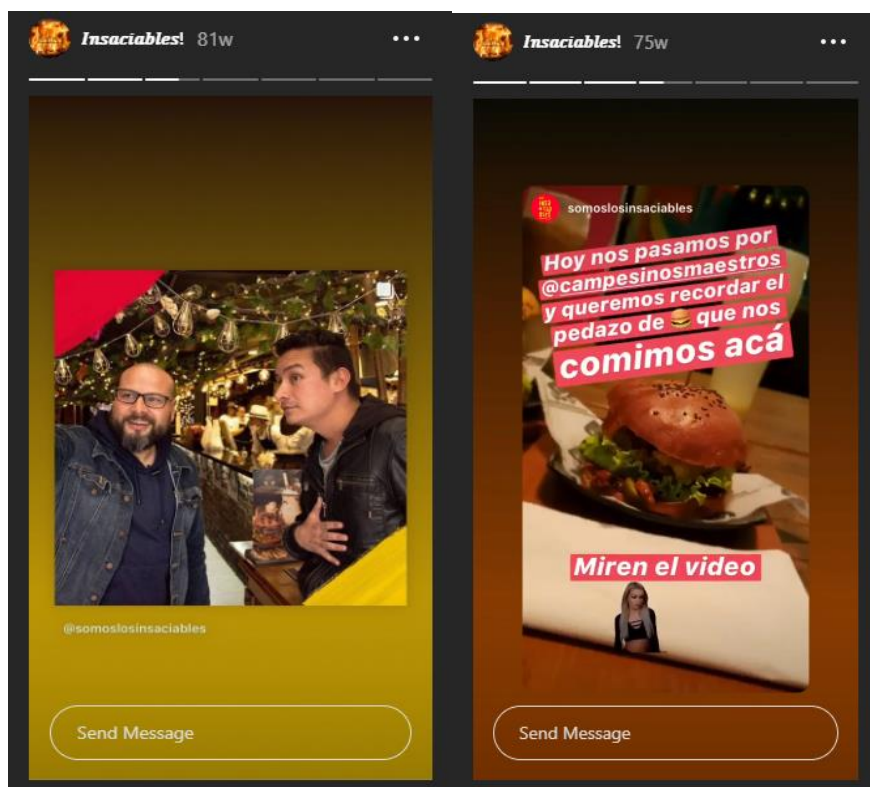 Insaciables! 81w
@somoslosinsaciables
Send Message
Insaciables! 75w
somoslosinsaciables
Hoy nos pasamos por
@campesinosmaestros
y queremos recordar el
pedazo de 🍔 que nos
comimos acá
Miren el video
Send Message